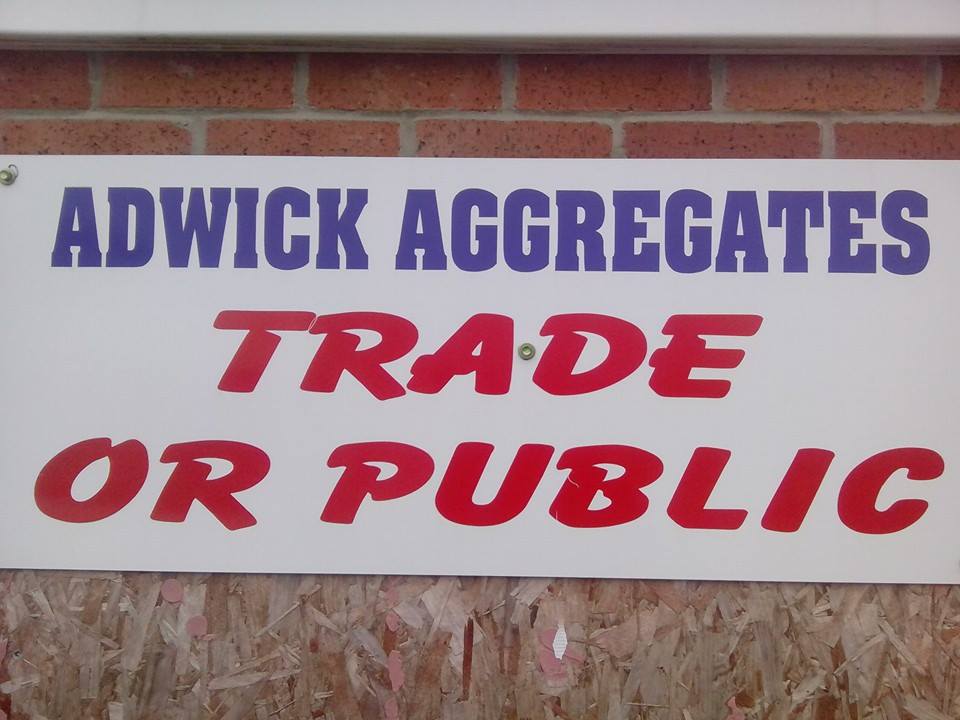 ADWICK AGGREGATES
TRADE
OR PUBLIC